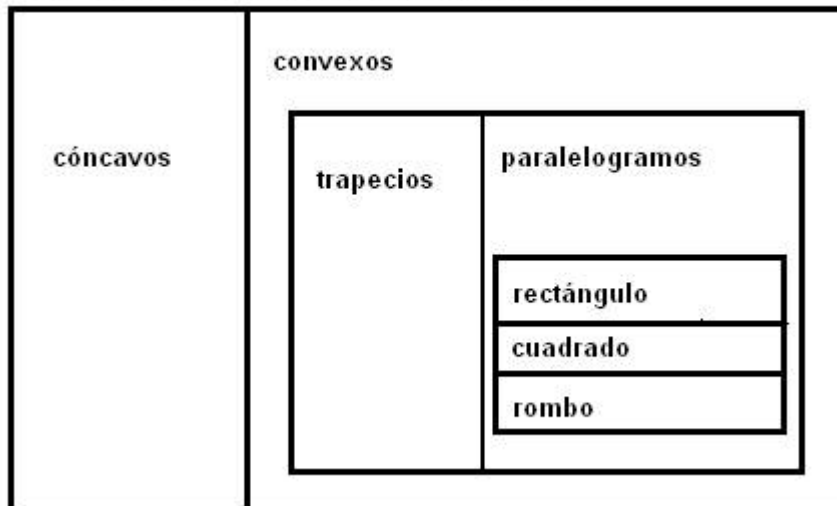 convexos
cóncavos
trapecios
paralelogramos
rectángulo
cuadrado
rombo